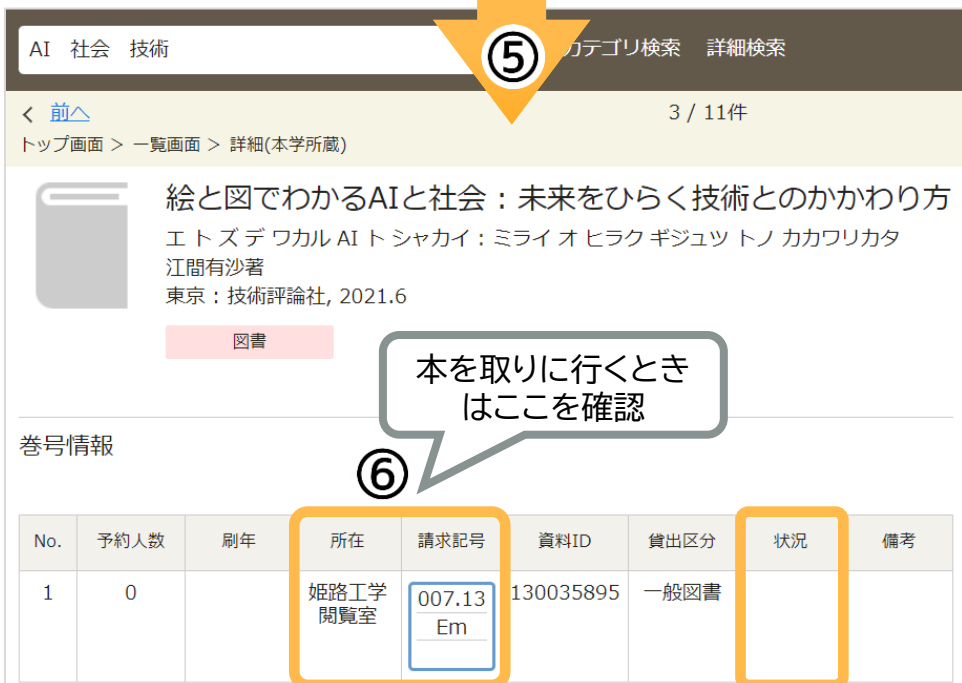 AI 社会 技術
⑤
カテゴリ検索 詳細検索
< 前へ
3 / 11件
トップ画面 > 一覧画面 > 詳細(本学所蔵)
絵と図でわかるAIと社会：未来をひらく技術とのかかわり方
エ ト ズ デ ワカル AI ト シャカイ：ミライ オ ヒラク ギジュツ トノ カカワリカタ
江間有沙著
東京：技術評論社, 2021.6
図書
本を取りに行くとき
はここを確認
巻号情報
⑥
No. 予約人数 刷年 所在 請求記号 資料ID 貸出区分 状況 備考
1 0 姫路工学 007.13 130035895 一般図書
閲覧室 Em